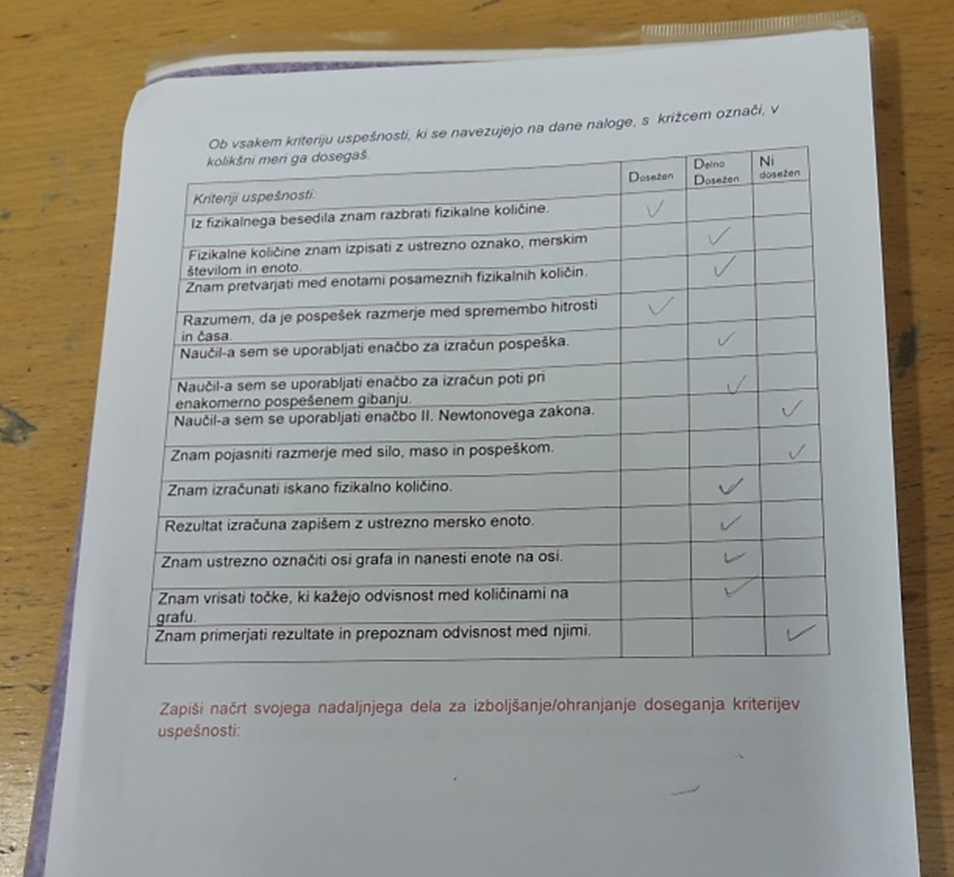 Ob vsakem kriteriju uspešnosti, ki se navezujejo na dane naloge, s križcem označi, v
kolikšni meri ga dosegaš.
Kriteriji uspešnosti:
Dosežen
Delno
Dosežen
Ni
dosežen
Iz fizikalnega besedila znam razbrati fizikalne količine.
Fizikalne količine znam izpisati z ustrezno oznako, merskim
številom in enoto.
Znam pretvarjati med enotami posameznih fizikalnih količin.
Razumem, da je pospešek razmerje med spremembo hitrosti
in časa.
Naučil-a sem se uporabljati enačbo za izračun pospeška.
Naučil-a sem se uporabljati enačbo za izračun poti pri
enakomerno pospešenem gibanju.
Naučil-a sem se uporabljati enačbo II. Newtonovega zakona.
Znam pojasniti razmerje med silo, maso in pospeškom.
Znam izračunati iskano fizikalno količino.
Rezultat izračuna zapišem z ustrezno mersko enoto.
Znam ustrezno označiti osi grafa in nanesti enote na osi.
Znam vrisati točke, ki kažejo odvisnost med količinami na
grafu.
Znam primerjati rezultate in prepoznam odvisnost med njimi.
Zapiši načrt svojega nadaljnjega dela za izboljšanje/ohranjanje doseganja kriterijev
uspešnosti: